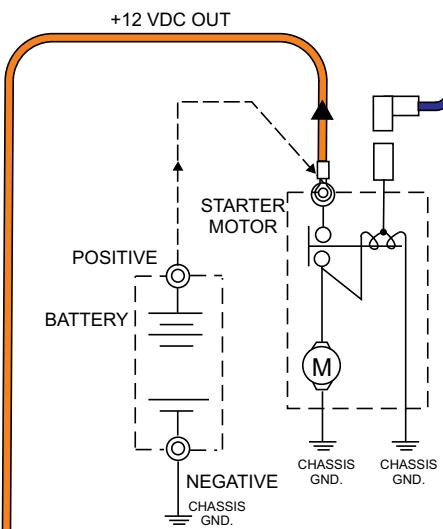 +12 VDC OUT
STARTER
MOTOR
POSITIVE
BATTERY
M
NEGATIVE
CHASSIS
GND.
CHASSIS
GND.
CHASSIS
GND.